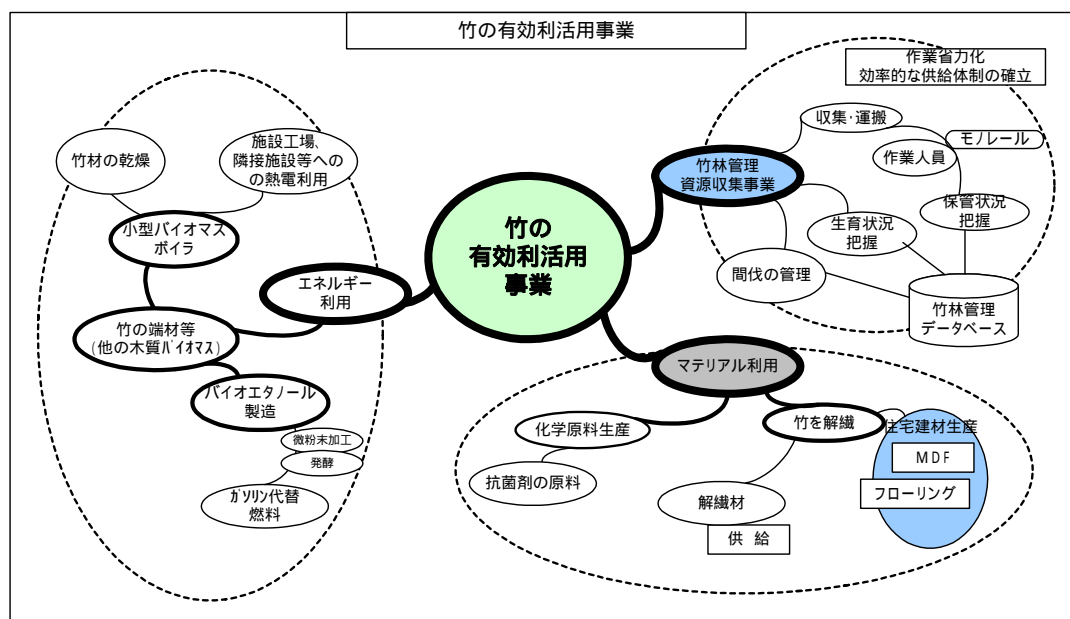 竹の有効利活用事業
作業省力化
効率的な供給体制の確立
収集・運搬
モノレール
作業人員
竹林管理
資源収集事業
保管状況
把握
生育状況
把握
間伐の管理
竹林管理
データベース
竹の
有効利活用
事業
施設工場、
隣接施設等への
の熱電利用
竹材の乾燥
小型バイオマス
ボイラ
エネルギー
利用
竹の端材等
(他の木質ﾊﾞｲｵﾏｽ)
バイオエタノール
製造
微粉末加工
発酵
ｶﾞｿﾘﾝ代替
燃料
マテリアル利用
化学原料生産
抗菌剤の原料
竹を解繊
解繊材
供 給
住宅建材生産
MDF
フローリング